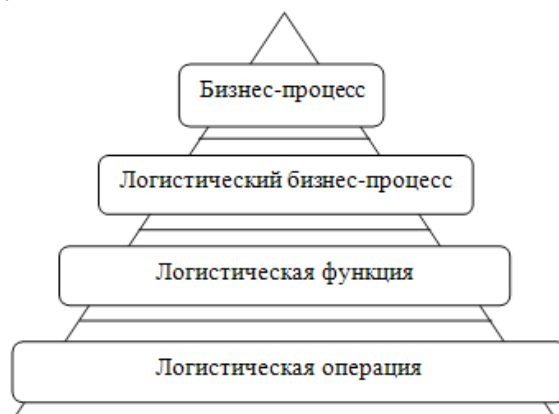 Бизнес-процесс
Логистический бизнес-процесс
Логистическая функция
Логистическая операция